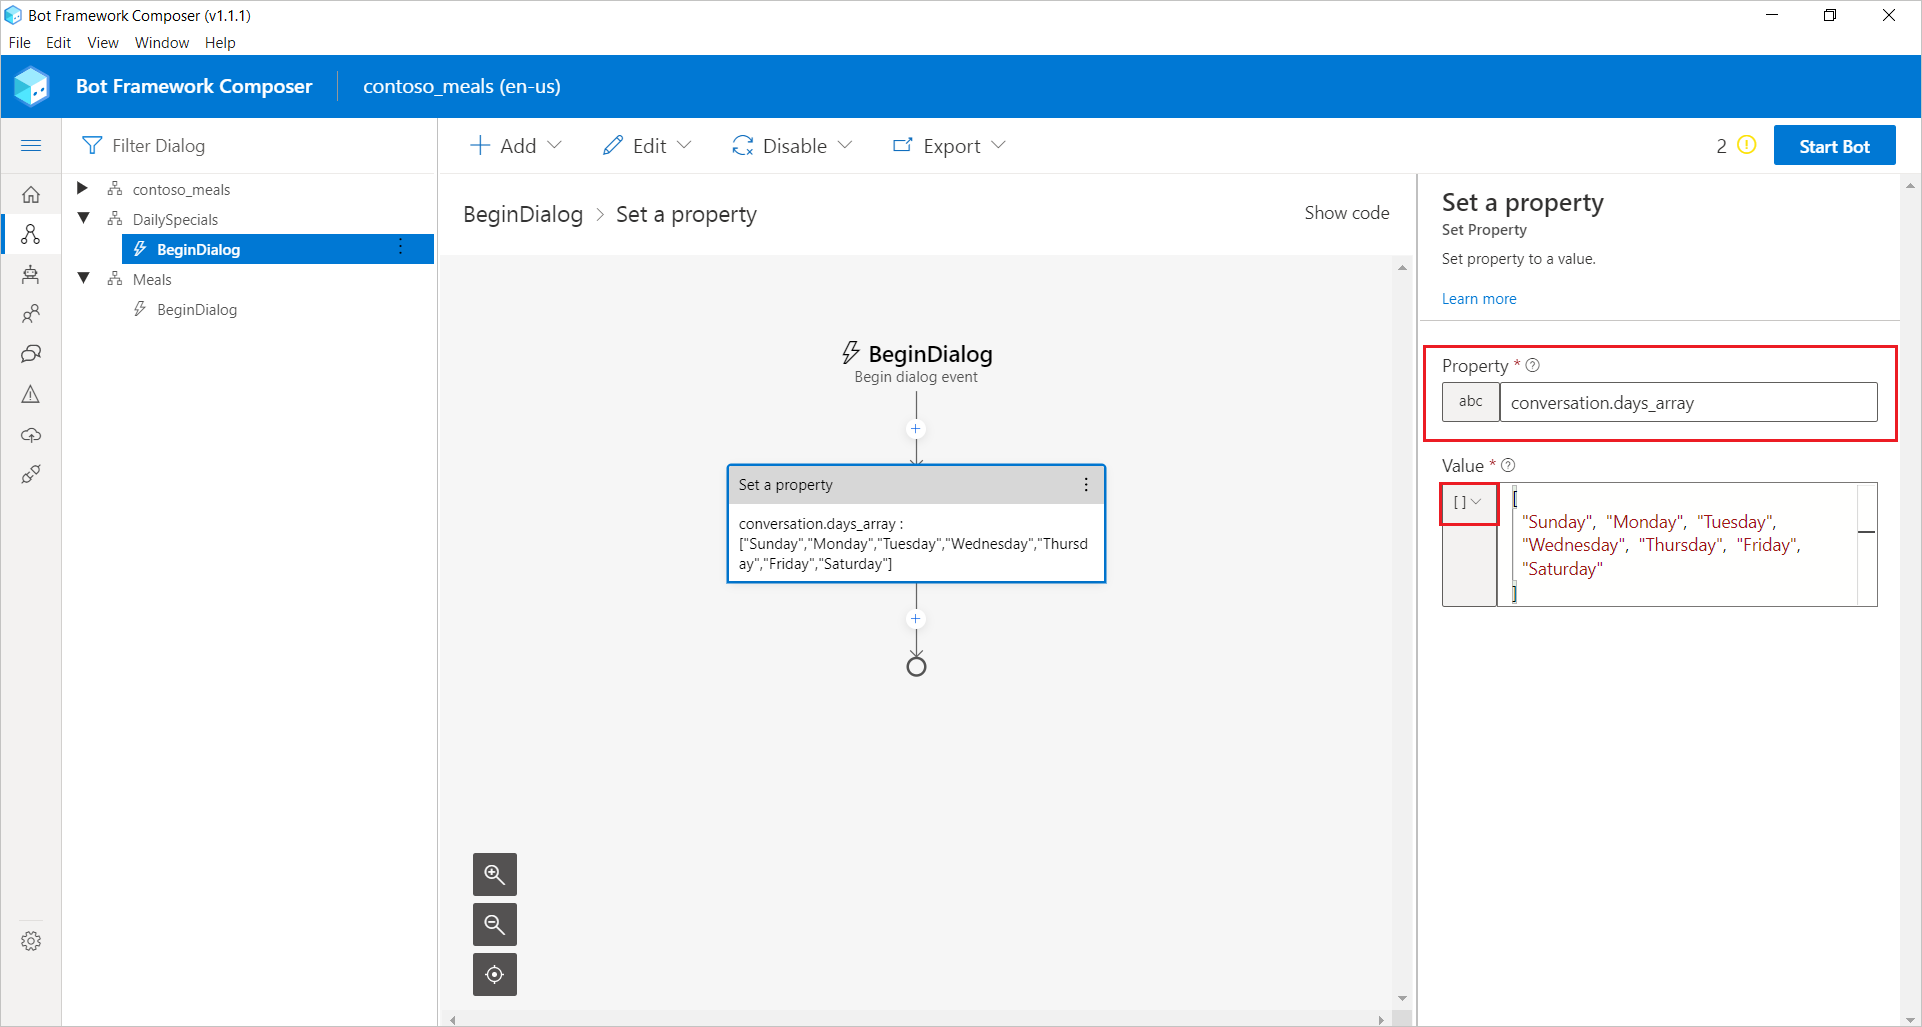 Bot Framework Composer (v1.1.1)
File Edit View Window Help
Bot Framework Composer contoso_meals (en-us)
Filter Dialog
contoso_meals
DailySpecials
BeginDialog
Meals
BeginDialog
Add Edit Disable Export 2 Start Bot
BeginDialog > Set a property Show code
BeginDialog
Begin dialog event
Set a property
conversation.days_array :
["Sunday","Monday","Tuesday","Wednesday","Thursd
ay","Friday","Saturday"]
Set a property
Set Property
Set property to a value.
Learn more
Property *
abc conversation.days_array
Value *
[ ] [
"Sunday", "Monday", "Tuesday",
"Wednesday", "Thursday", "Friday",
"Saturday"
]